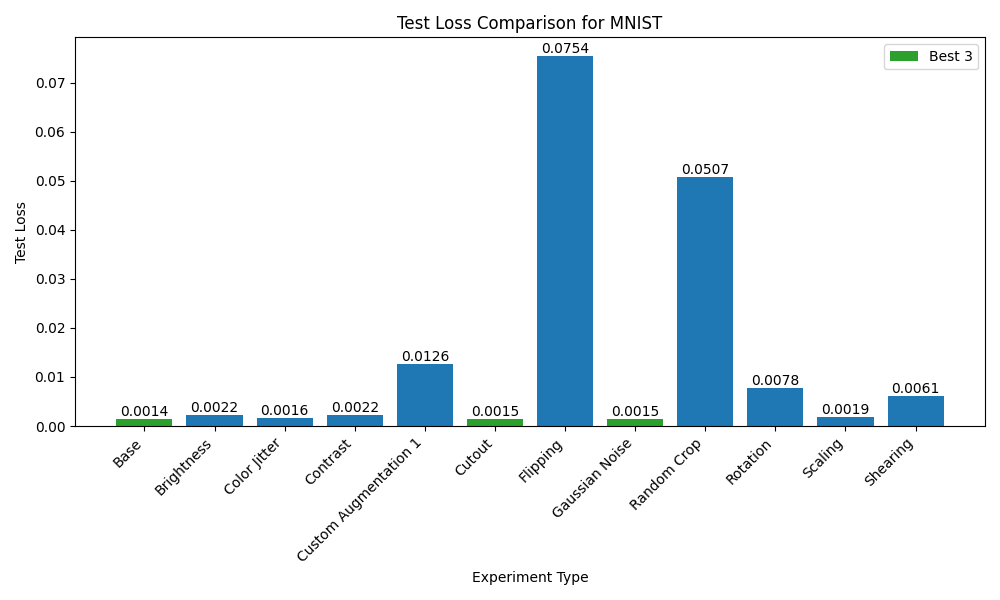 Test Loss Comparison for MNIST
Best 3
Test Loss
0.07
0.06
0.05
0.04
0.03
0.02
0.01
0.00
0.0014
0.0022
0.0016
0.0022
0.0126
0.0015
0.0754
0.0015
0.0507
0.0078
0.0019
0.0061
Base
Brightness
Color Jitter
Contrast
Custom Augmentation 1
Cutout
Flipping
Gaussian Noise
Random Crop
Rotation
Scaling
Shearing
Experiment Type